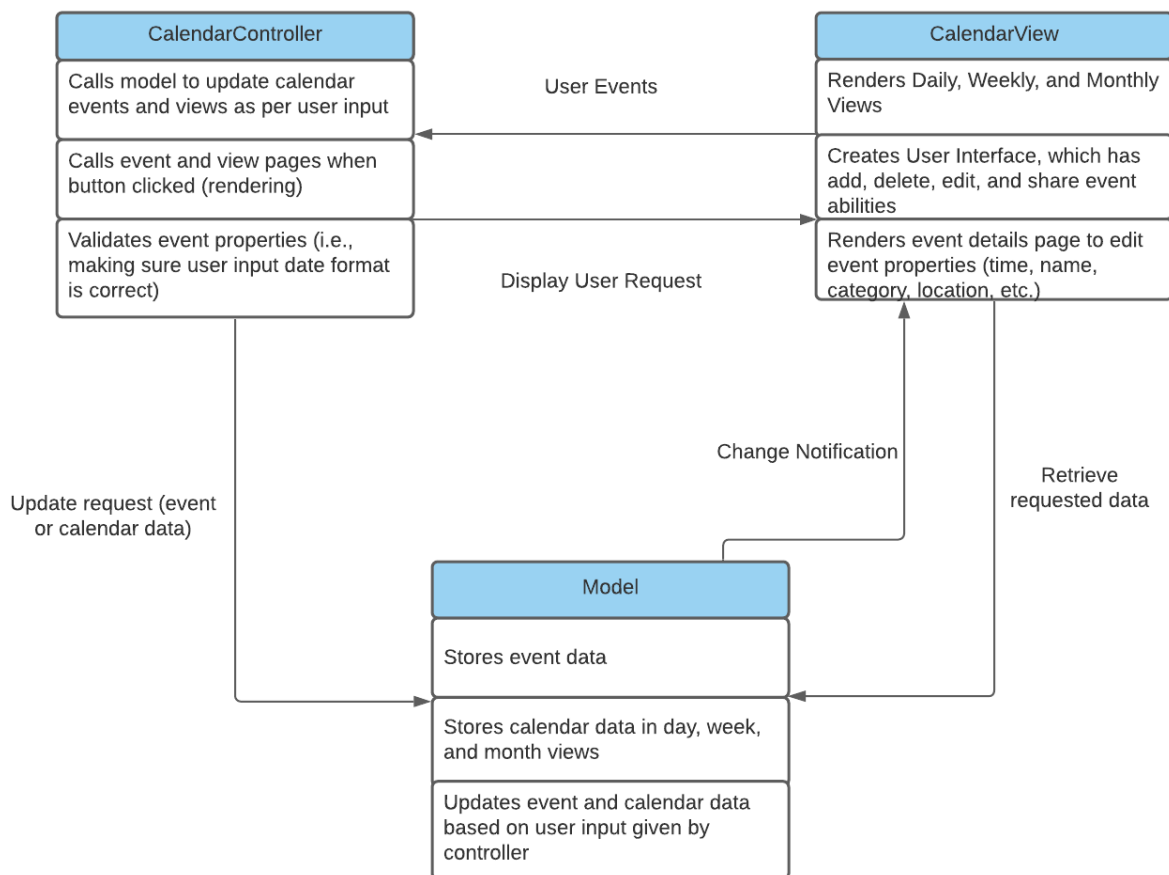 CalendarController
Calls model to update calendar
events and views as per user input
Calls event and view pages when
button clicked (rendering)
Validates event properties (i.e.,
making sure user input date format
is correct)
User Events
Display User Request
CalendarView
Renders Daily, Weekly, and Monthly
Views
Creates User Interface, which has
add, delete, edit, and share event
abilities
Renders event details page to edit
event properties (time, name,
category, location, etc.)
Update request (event
or calendar data)
Change Notification
Retrieve
requested data
Model
Stores event data
Stores calendar data in day, week,
and month views
Updates event and calendar data
based on user input given by
controller